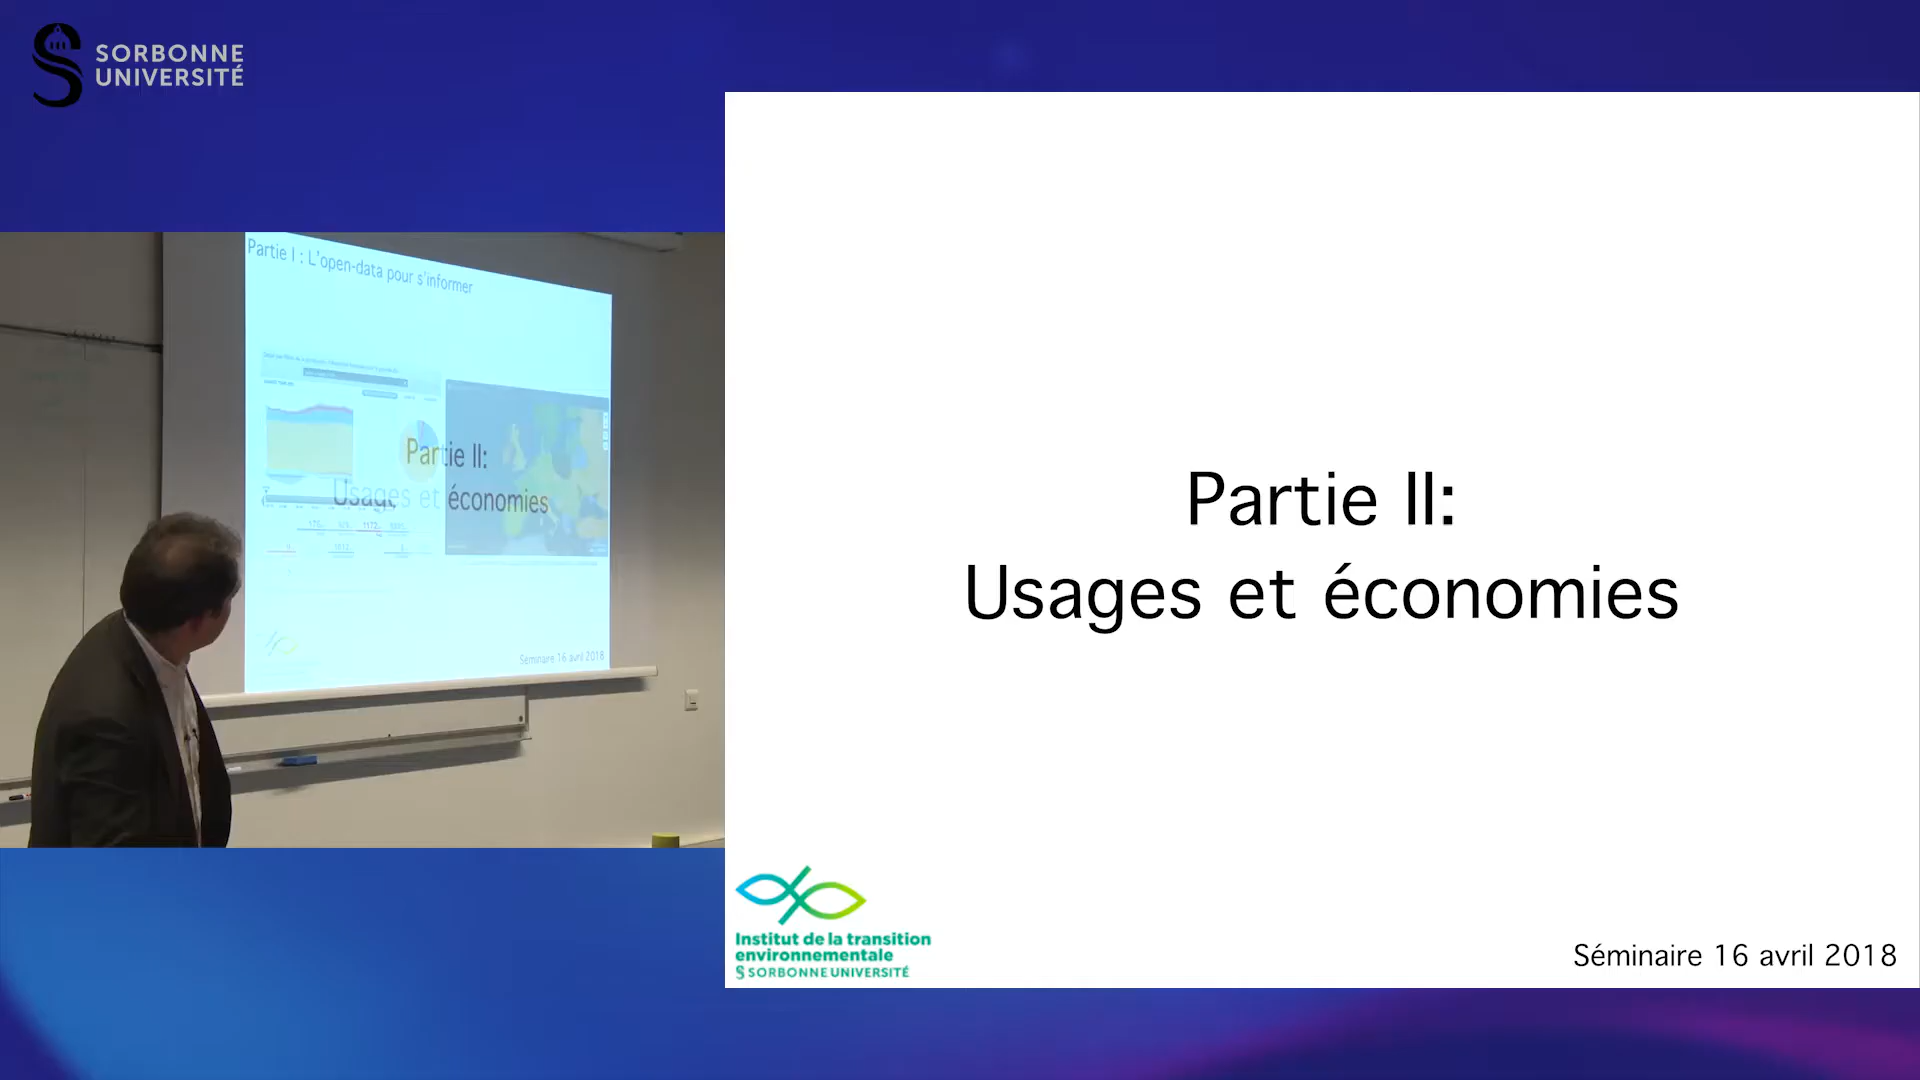 SORBONNE
UNIVERSITÉ
Partie I : L'open-data pour s'informer
Partie II:
Usages et économies
1172
Séminaire 16 avril 2018
Partie II:
Usages et économies
Institut de la transition
environnementale
SORBONNE UNIVERSITÉ
Séminaire 16 avril 2018